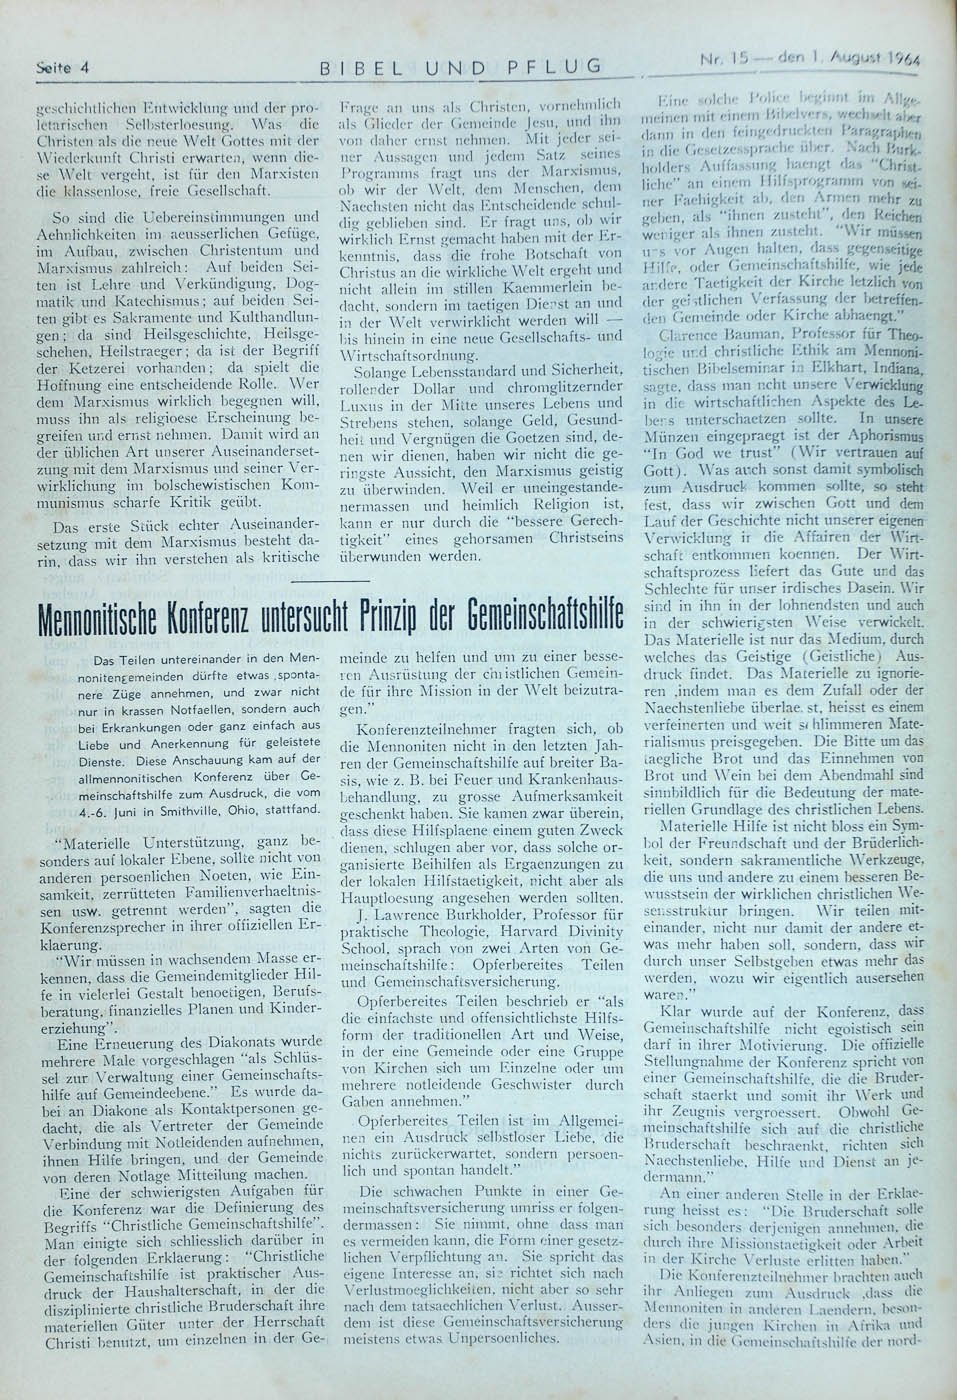 Seite 4
BIBEL UND PFLUG
Nr. 15 — den 1. August 1964
geschichtlichen Entwicklung und der pro-
letarischen Selbsterloesung. Was die
Christen als die neue Welt Gottes mit der
Wiederkunft Christi erwarten, wenn die-
se Welt vergeht, ist für den Marxisten
die klassenlose, freie Gesellschaft.
So sind die Uebereinstimmungen und
Aehnlichkeiten im aeusserlichen Gefüge,
im Aufbau, zwischen Christentum und
Marxismus zahlreich: Auf beiden Sei-
ten ist Lehre und Verkündigung, Dog-
matik und Katechismus; auf beiden Sei-
ten gibt es Sakramente und Kulthandlun-
gen; da sind Heilsgeschichte, Heilsge-
schehen, Heilstraeger; da ist der Begriff
der Ketzerei vorhanden; da spielt die
Hoffnung eine entscheidende Rolle. Wer
dem Marxismus wirklich begegnen will,
muss ihn als religioese Erscheinung be-
greifen und ernst nehmen. Damit wird an
der üblichen Art unserer Auseinanderset-
zung mit dem Marxismus und seiner Ver-
wirklichung im bolschewistischen Kom-
munismus scharfe Kritik geübt.
Das erste Stück echter Auseinander-
setzung mit dem Marxismus besteht da-
rin, dass wir ihn verstehen als kritische
Frage an uns als Christen, vornehmlich
als Glieder der Gemeinde Jesu, und ihn
von daher ernst nehmen. Mit jeder sei-
ner Aussagen und jedem Satz seines
Programms fragt uns der Marxismus,
ob wir der Welt, dem Menschen, dem
Naechsten nicht das Entscheidende schul-
dig geblieben sind. Er fragt uns, ob wir
wirklich Ernst gemacht haben mit der Er-
kenntnis, dass die frohe Botschaft von
Christus an die wirkliche Welt ergeht und
nicht allein im stillen Kaemmerlein be-
dacht, sondern im taetigen Dienst an und
in der Welt verwirklicht werden will —
bis hinein in eine neue Gesellschafts- und
Wirtschaftsordnung.
Solange Lebensstandard und Sicherheit,
rollender Dollar und chromglitzernder
Luxus in der Mitte unseres Lebens und
Strebens stehen, solange Geld, Gesund-
heit und Vergnügen die Goetzen sind, de-
nen wir dienen, haben wir nicht die ge-
ringste Aussicht, den Marxismus geistig
zu überwinden. Weil er uneingestande-
nermassen und heimlich Religion ist,
kann er nur durch die "bessere Gerech-
tigkeit" eines gehorsamen Christseins
überwunden werden.
Mennonitische Konferenz untersucht Prinzip der Gemeinschaftshilfe
Das Teilen untereinander in den Men-
nonitengemeinden dürfte etwas ,sponta-
nere Züge annehmen, und zwar nicht
nur in krassen Notfaellen, sondern auch
bei Erkrankungen oder ganz einfach aus
Liebe und Anerkennung für geleistete
Dienste. Diese Anschauung kam auf der
allmennonitischen Konferenz über Ge-
meinschaftshilfe zum Ausdruck, die vom
4.-6. Juni in Smithville, Ohio, stattfand.
"Materielle Unterstützung, ganz be-
sonders auf lokaler Ebene, sollte nicht von
anderen persoenlichen Noeten, wie Ein-
samkeit, zerrütteten Familienverhaeltnis-
sen usw. getrennt werden", sagten die
Konferenzsprecher in ihrer offiziellen Er-
klaerung.
"Wir müssen in wachsendem Masse er-
kennen, dass die Gemeindemitglieder Hil-
fe in vielerlei Gestalt benoetigen, Berufs-
beratung, finanzielles Planen und Kinder-
erziehung".
Eine Erneuerung des Diakonats wurde
mehrere Male vorgeschlagen "als Schlüs-
sel zur Verwaltung einer Gemeinschafts-
hilfe auf Gemeindeebene." Es wurde da-
bei an Diakone als Kontaktpersonen ge-
dacht, die als Vertreter der Gemeinde
Verbindung mit Notleidenden aufnehmen,
ihnen Hilfe bringen, und der Gemeinde
von deren Notlage Mitteilung machen.
Eine der schwierigsten Aufgaben für
die Konferenz war die Definierung des
Begriffs "Christliche Gemeinschaftshilfe".
Man einigte sich schliesslich darüber in
der folgenden Erklaerung: "Christliche
Gemeinschaftshilfe ist praktischer Aus-
druck der Haushalterschaft, in der die
disziplinierte christliche Bruderschaft ihre
materiellen Güter unter der Herrschaft
Christi benutzt, um einzelnen in der Ge-
meinde zu helfen und um zu einer besse-
ren Ausrüstung der christlichen Gemein-
de für ihre Mission in der Welt beizutra-
gen."
Konferenzteilnehmer fragten sich, ob
die Mennoniten nicht in den letzten Jah-
ren der Gemeinschaftshilfe auf breiter Ba-
sis, wie z. B. bei Feuer und Krankenhaus-
behandlung, zu grosse Aufmerksamkeit
geschenkt haben. Sie kamen zwar überein,
dass diese Hilfsplaene einem guten Zweck
dienen, schlugen aber vor, dass solche or-
ganisierte Beihilfen als Ergaenzungen zu
der lokalen Hilfstaetigkeit, nicht aber als
Hauptloesung angesehen werden sollten.
J. Lawrence Burkholder, Professor für
praktische Theologie, Harvard Divinity
School, sprach von zwei Arten von Ge-
meinschaftshilfe: Opferbereites Teilen
und Gemeinschaftsversicherung.
Opferbereites Teilen beschrieb er "als
die einfachste und offensichtlichste Hilfs-
form der traditionellen Art und Weise,
in der eine Gemeinde oder eine Gruppe
von Kirchen sich um Einzelne oder um
mehrere notleidende Geschwister durch
Gaben annehmen."
Opferbereites Teilen ist im Allgemei-
nen ein Ausdruck selbstloser Liebe, die
nichts zurückerwartet, sondern persoen-
lich und spontan handelt."
Die schwachen Punkte in einer Ge-
meinschaftsversicherung umriss er folgen-
dermassen: Sie nimmt, ohne dass man
es vermeiden kann, die Form einer gesetz-
lichen Verpflichtung an. Sie spricht das
eigene Interesse an, sie richtet sich nach
Verlustmoeglichkeiten, nicht aber so sehr
nach dem tatsaechlichen Verlust. Ausser-
dem ist diese Gemeinschaftsversicherung
meistens etwas Unpersoenliches.
Eine solche Police beginnt im Allge-
meinen mit einem Bibelvers, wechselt aber
dann in den feingedruckten Paragraphen
in die Gesetzessprache über. Nach Burk-
holders Auffassung haengt das "Christ-
liche" an einem Hilfsprogramm von sei-
ner Faehigkeit ab, den Armen mehr zu
geben, als "ihnen zusteht", den Reichen
weniger als ihnen zusteht. "Wir müssen
uns vor Augen halten, dass gegenseitige
Hilfe, oder Gemeinschaftshilfe, wie jede
andere Taetigkeit der Kirche letzlich von
der geistlichen Verfassung der betreffen-
den Gemeinde oder Kirche abhaengt."
Clarence Bauman, Professor für Theo-
logie und christliche Ethik am Mennoni-
tischen Bibelseminar in Elkhart, Indiana,
sagte, dass man ncht unsere Verwicklung
in die wirtschaftlichen Aspekte des Le-
bens unterschaetzen sollte. In unsere
Münzen eingepraegt ist der Aphorismus
"In God we trust" (Wir vertrauen auf
Gott). Was auch sonst damit symbolisch
zum Ausdruck kommen sollte, so steht
fest, dass wir zwischen Gott und dem
Lauf der Geschichte nicht unserer eigenen
Verwicklung in die Affairen der Wirt-
schaft entkommen koennen. Der Wirt-
schaftsprozess liefert das Gute und das
Schlechte für unser irdisches Dasein. Wir
sind in ihn in der lohnendsten und auch
in der schwierigsten Weise verwickelt.
Das Materielle ist nur das Medium, durch
welches das Geistige (Geistliche) Aus-
druck findet. Das Materielle zu ignorie-
ren ,indem man es dem Zufall oder der
Naechstenliebe überlaesst, heisst es einem
verfeinerten und weit schlimmeren Mate-
rialismus preisgegeben. Die Bitte um das
taegliche Brot und das Einnehmen von
Brot und Wein bei dem Abendmahl sind
sinnbildlich für die Bedeutung der mate-
riellen Grundlage des christlichen Lebens.
Materielle Hilfe ist nicht bloss ein Sym-
bol der Freundschaft und der Brüderlich-
keit, sondern sakramentliche Werkzeuge,
die uns und andere zu einem besseren Be-
wusstsein der wirklichen christlichen We-
sensstruktur bringen. Wir teilen mit-
einander, nicht nur damit der andere et-
was mehr haben soll, sondern, dass wir
durch unser Selbstgeben etwas mehr das
werden, wozu wir eigentlich ausersehen
waren."
Klar wurde auf der Konferenz, dass
Gemeinschaftshilfe nicht egoistisch sein
darf in ihrer Motivierung. Die offizielle
Stellungnahme der Konferenz spricht von
einer Gemeinschaftshilfe, die die Bruder-
schaft staerkt und somit ihr Werk und
ihr Zeugnis vergroessert. Obwohl Ge-
meinschaftshilfe sich auf die christliche
Bruderschaft beschraenkt, richten sich
Naechstenliebe, Hilfe und Dienst an je-
dermann."
An einer anderen Stelle in der Erklae-
rung heisst es: "Die Bruderschaft solle
sich besonders derjenigen annehmen, die
durch ihre Missionstaetigkeit oder Arbeit
in der Kirche Verluste erlitten haben."
Die Konferenzteilnehmer brachten auch
ihr Anliegen zum Ausdruck ,dass die
Mennoniten in anderen Laendern, beson-
ders die jungen Kirchen in Afrika und
Asien, in die Gemeinschaftshilfe der nord-